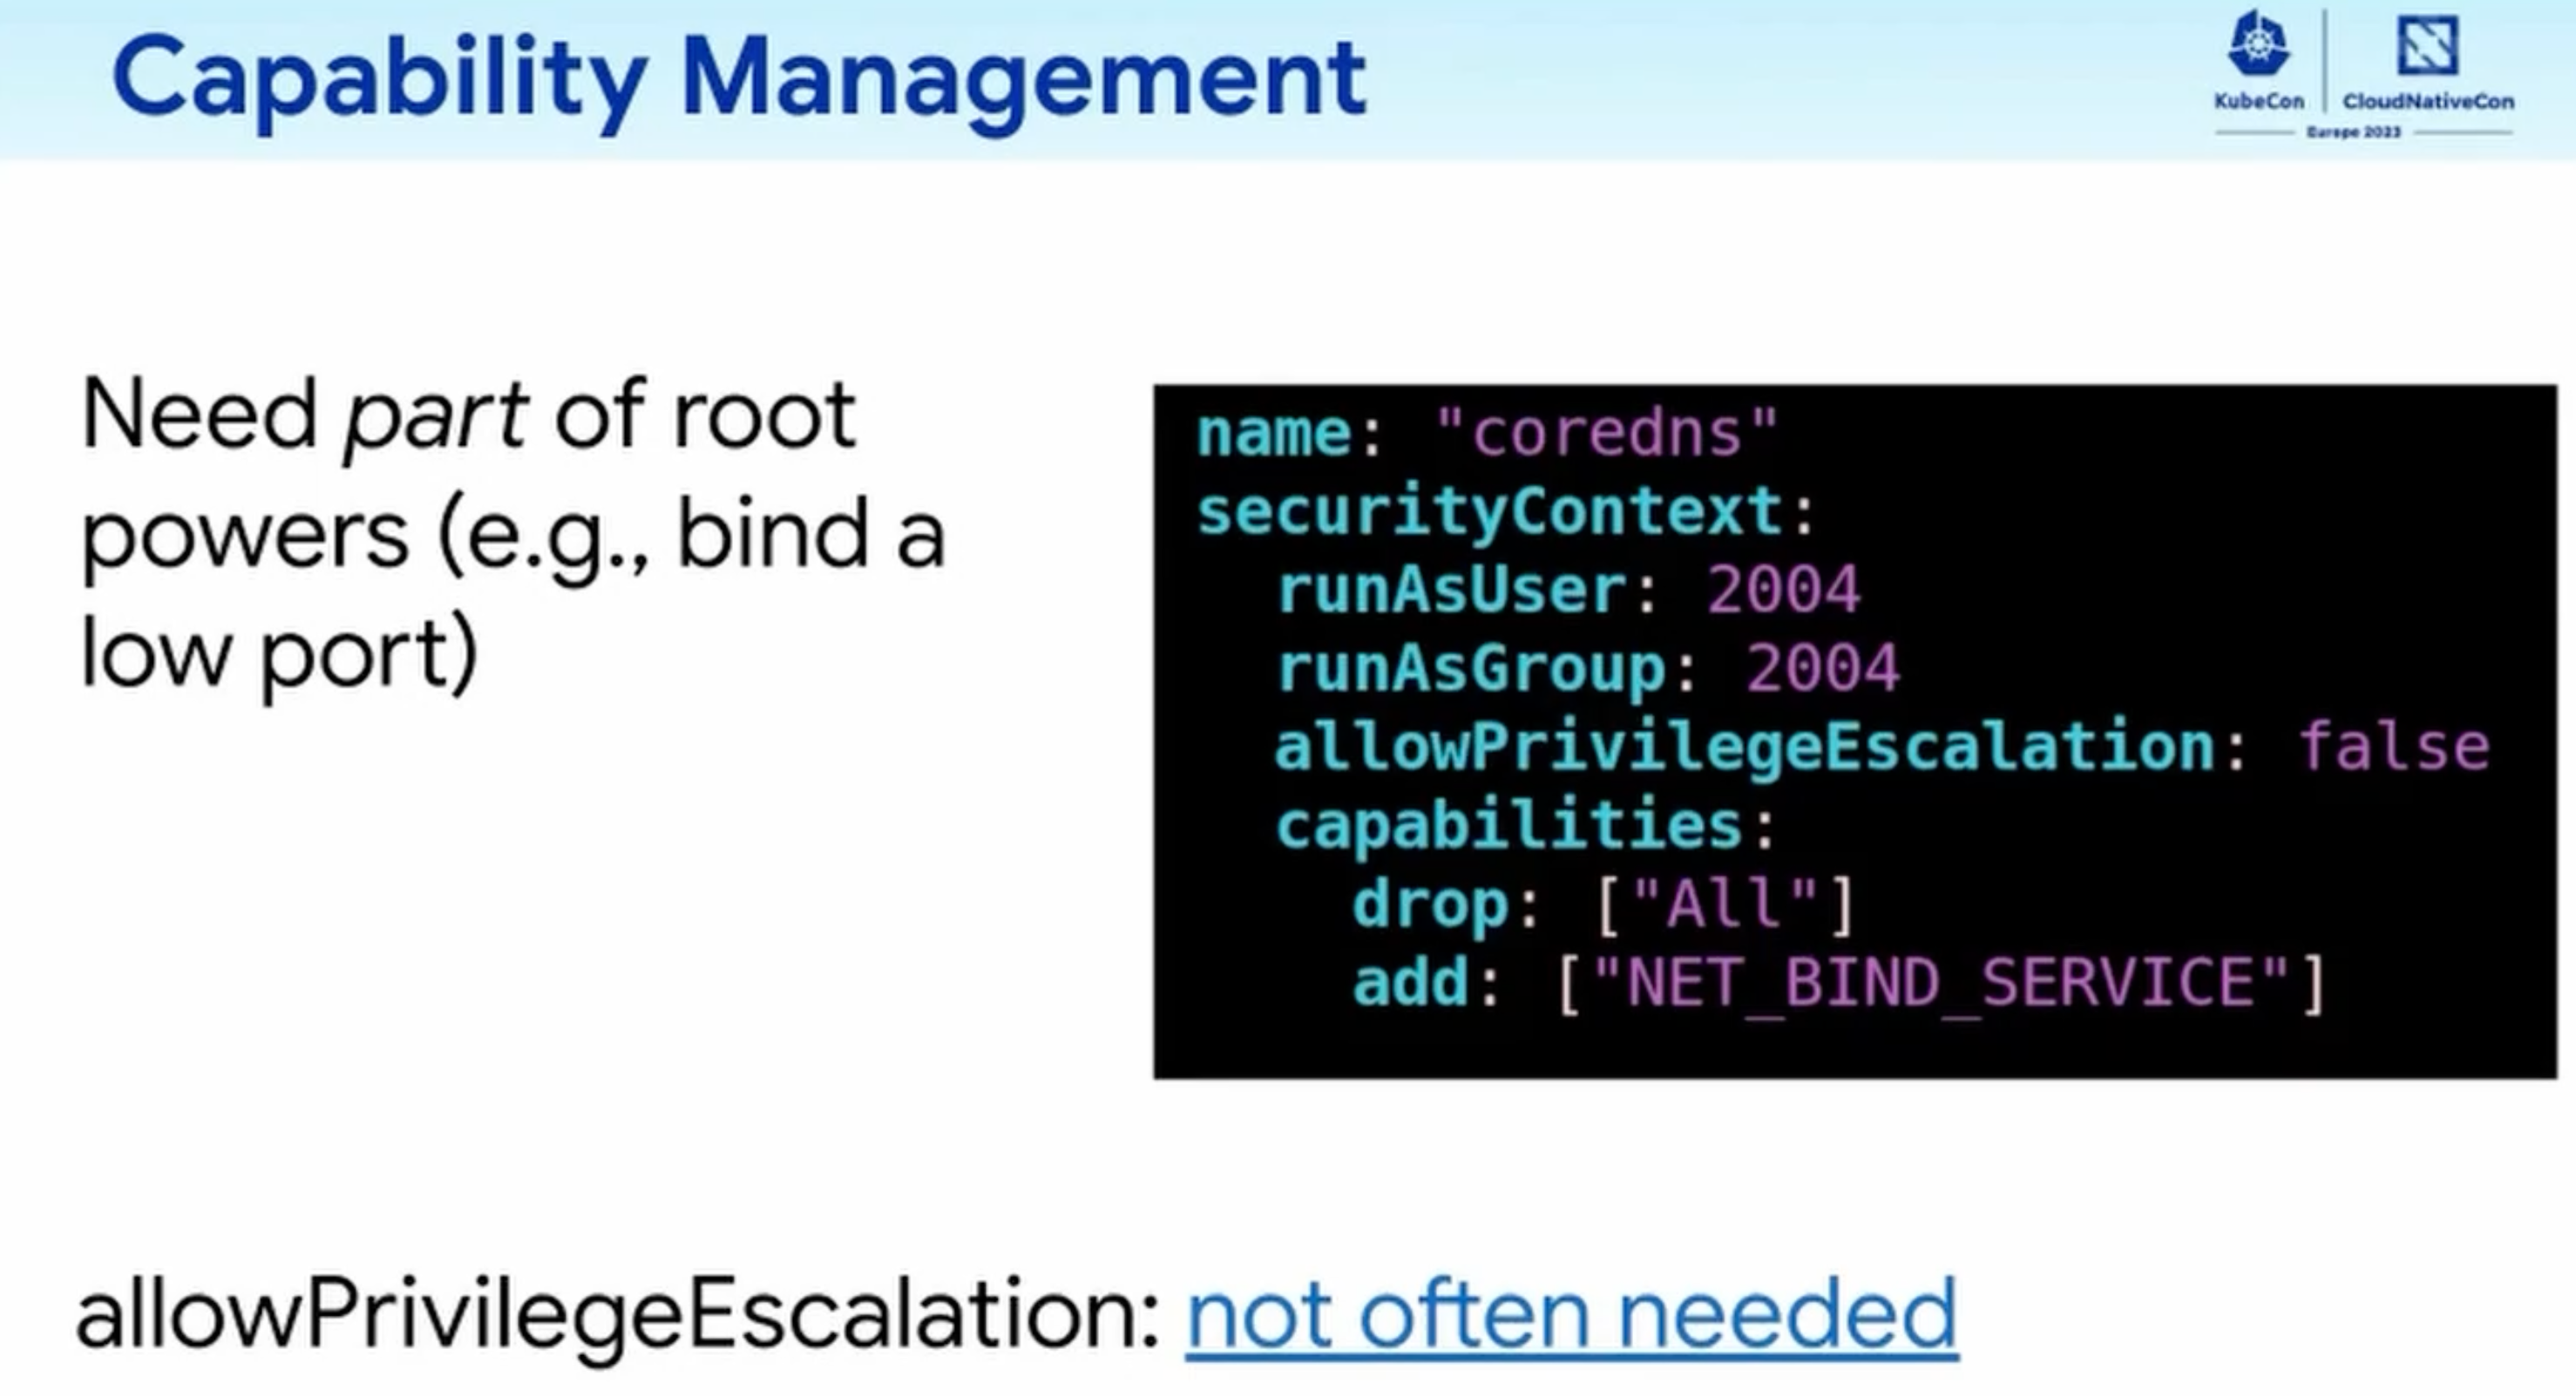 Capability Management
KubeCon
CloudNativeCon
Europe 2023
Need part of root
powers (e.g., bind a
low port)
name: "coredns"
securityContext:
  runAsUser: 2004
  runAsGroup: 2004
  allowPrivilegeEscalation: false
  capabilities:
    drop: ["All"]
    add: ["NET_BIND_SERVICE"]
allowPrivilegeEscalation: not often needed